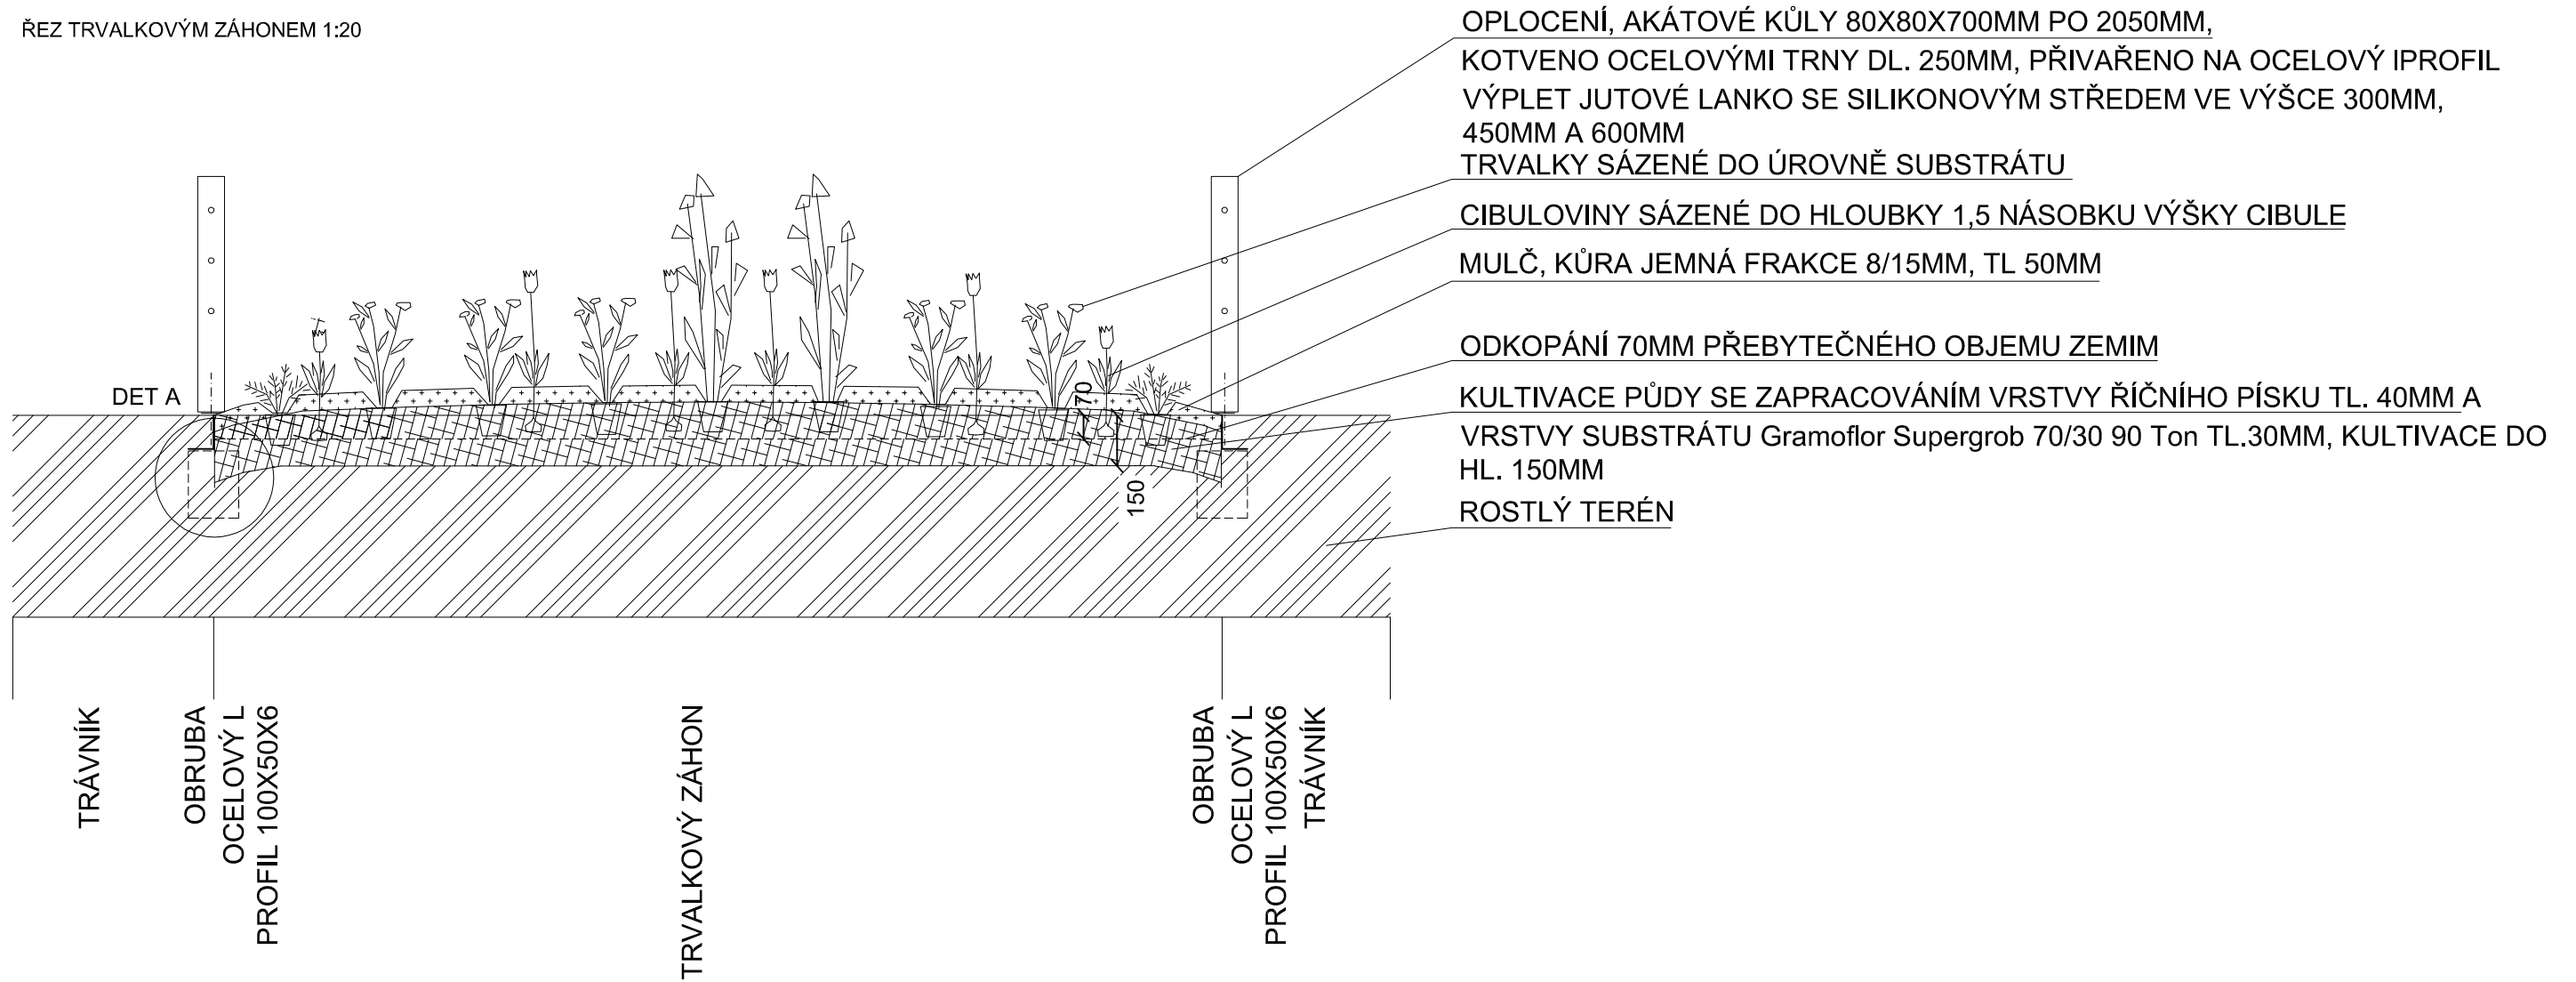 ŘEZ TRVALKOVÝM ZÁHONEM 1:20
OPLOCENÍ, AKÁTOVÉ KŮLY 80X80X700MM PO 2050MM,
KOTVENO OCELOVÝMI TRNY DL. 250MM, PŘIVAŘENO NA OCELOVÝ IPROFIL
VÝPLET JUTOVÉ LANKO SE SILIKONOVÝM STŘEDEM VE VÝŠCE 300MM,
450MM A 600MM
TRVALKY SÁZENÉ DO ÚROVNĚ SUBSTRÁTU
CIBULOVINY SÁZENÉ DO HLOUBKY 1,5 NÁSOBKU VÝŠKY CIBULE
MULČ, KŮRA JEMNÁ FRAKCE 8/15MM, TL 50MM
ODKOPÁNÍ 70MM PŘEBYTEČNÉHO OBJEMU ZEMIM
KULTIVACE PŮDY SE ZAPRACOVÁNÍM VRSTVY ŘÍČNÍHO PÍSKU TL. 40MM A
VRSTVY SUBSTRÁTU Gramoflor Supergrob 70/30 90 Ton TL.30MM, KULTIVACE DO
HL. 150MM
ROSTLÝ TERÉN
DET A
70
150
TRÁVNÍK
OBRUBA
OCELOVÝ L
PROFIL 100X50X6
TRVALKOVÝ ZÁHON
OBRUBA
OCELOVÝ L
PROFIL 100X50X6
TRÁVNÍK